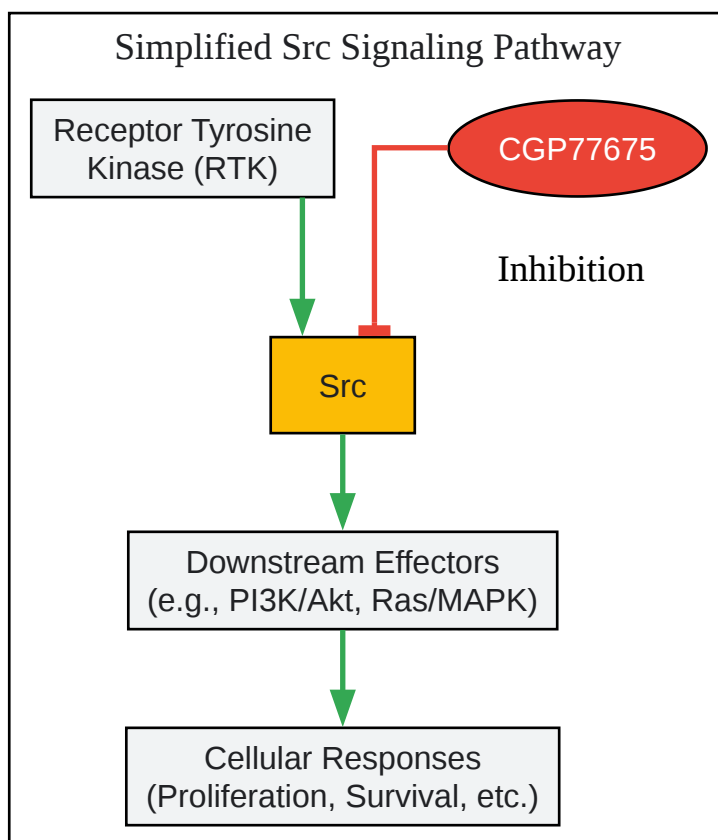 Simplified Src Signaling Pathway
Receptor Tyrosine
Kinase (RTK)
CGP77675
Inhibition
Src
Downstream Effectors
(e.g., PI3K/Akt, Ras/MAPK)
Cellular Responses
(Proliferation, Survival, etc.)